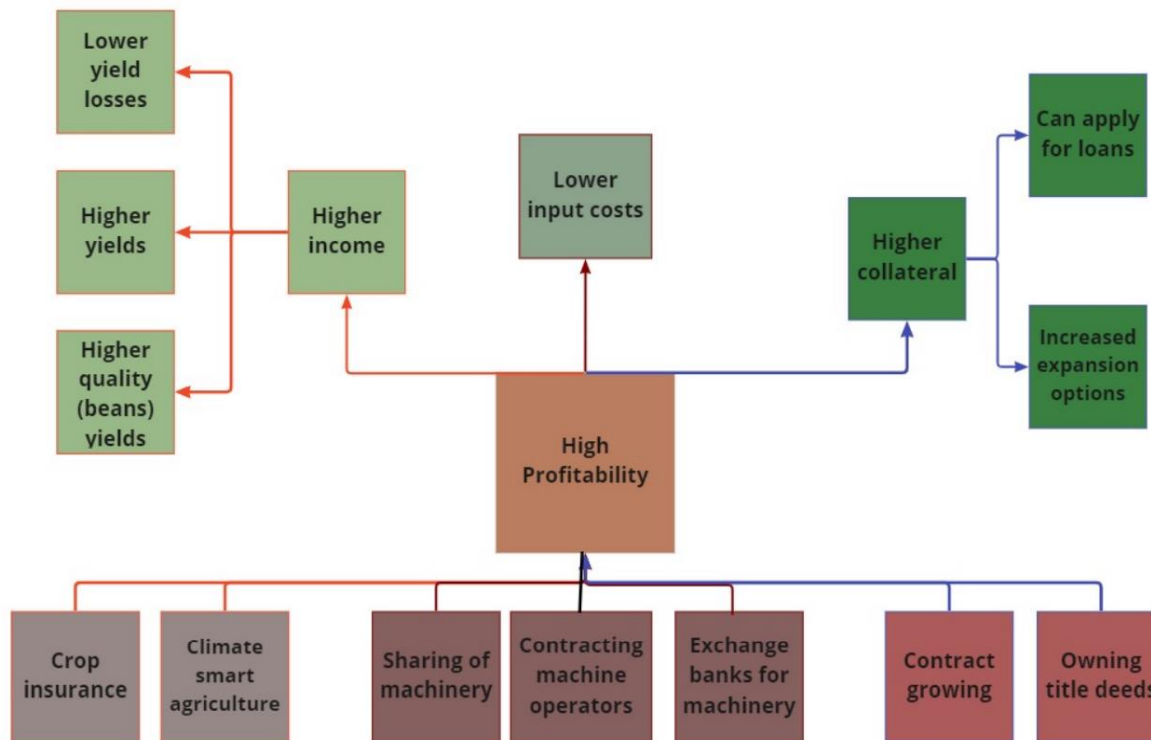 Lower
yield
losses
Higher
yields
Higher
quality
(beans)
yields
Higher
income
Lower
input costs
Higher
collateral
Can apply
for loans
Increased
expansion
options
High
Profitability
Crop
insurance
Climate
smart
agriculture
Sharing of
machinery
Contracting
machine
operators
Exchange
banks for
machinery
Contract
growing
Owning
title deeds